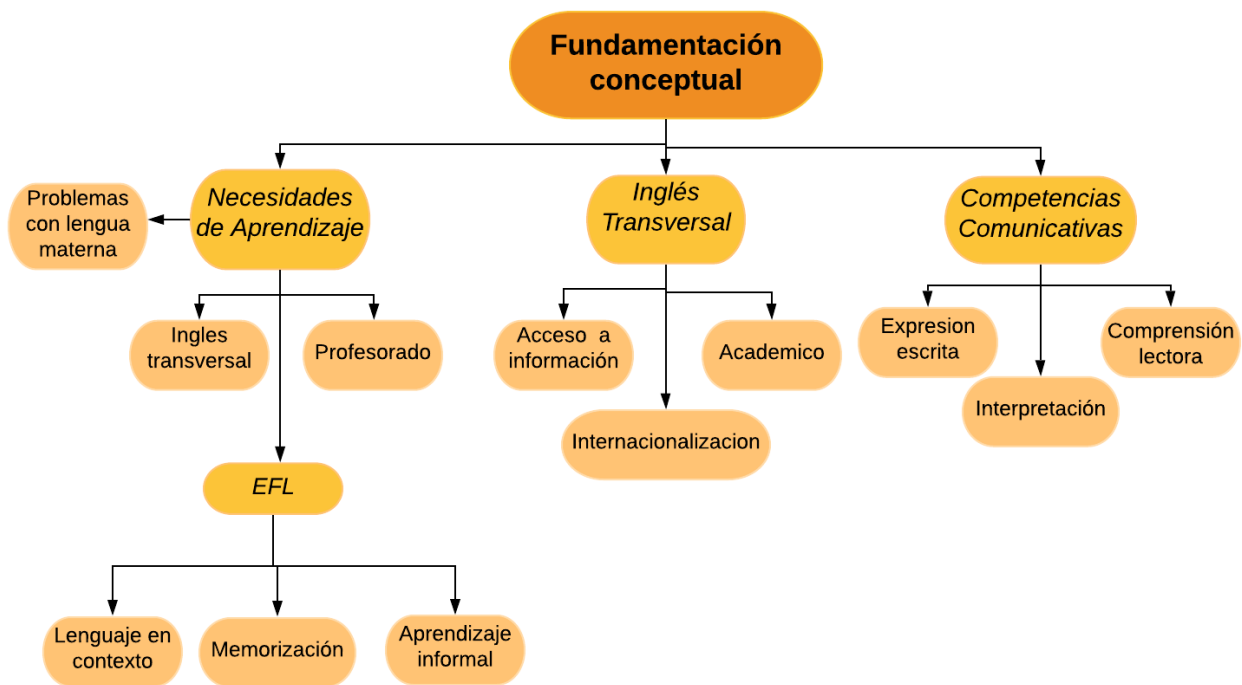 Fundamentación
conceptual
Problemas
con lengua
materna
Necesidades
de Aprendizaje
Inglés
Transversal
Competencias
Comunicativas
Ingles
transversal
Profesorado
Acceso a
información
Academico
Internacionalizacion
Expresion
escrita
Comprensión
lectora
Interpretación
EFL
Lenguaje en
contexto
Memorización
Aprendizaje
informal